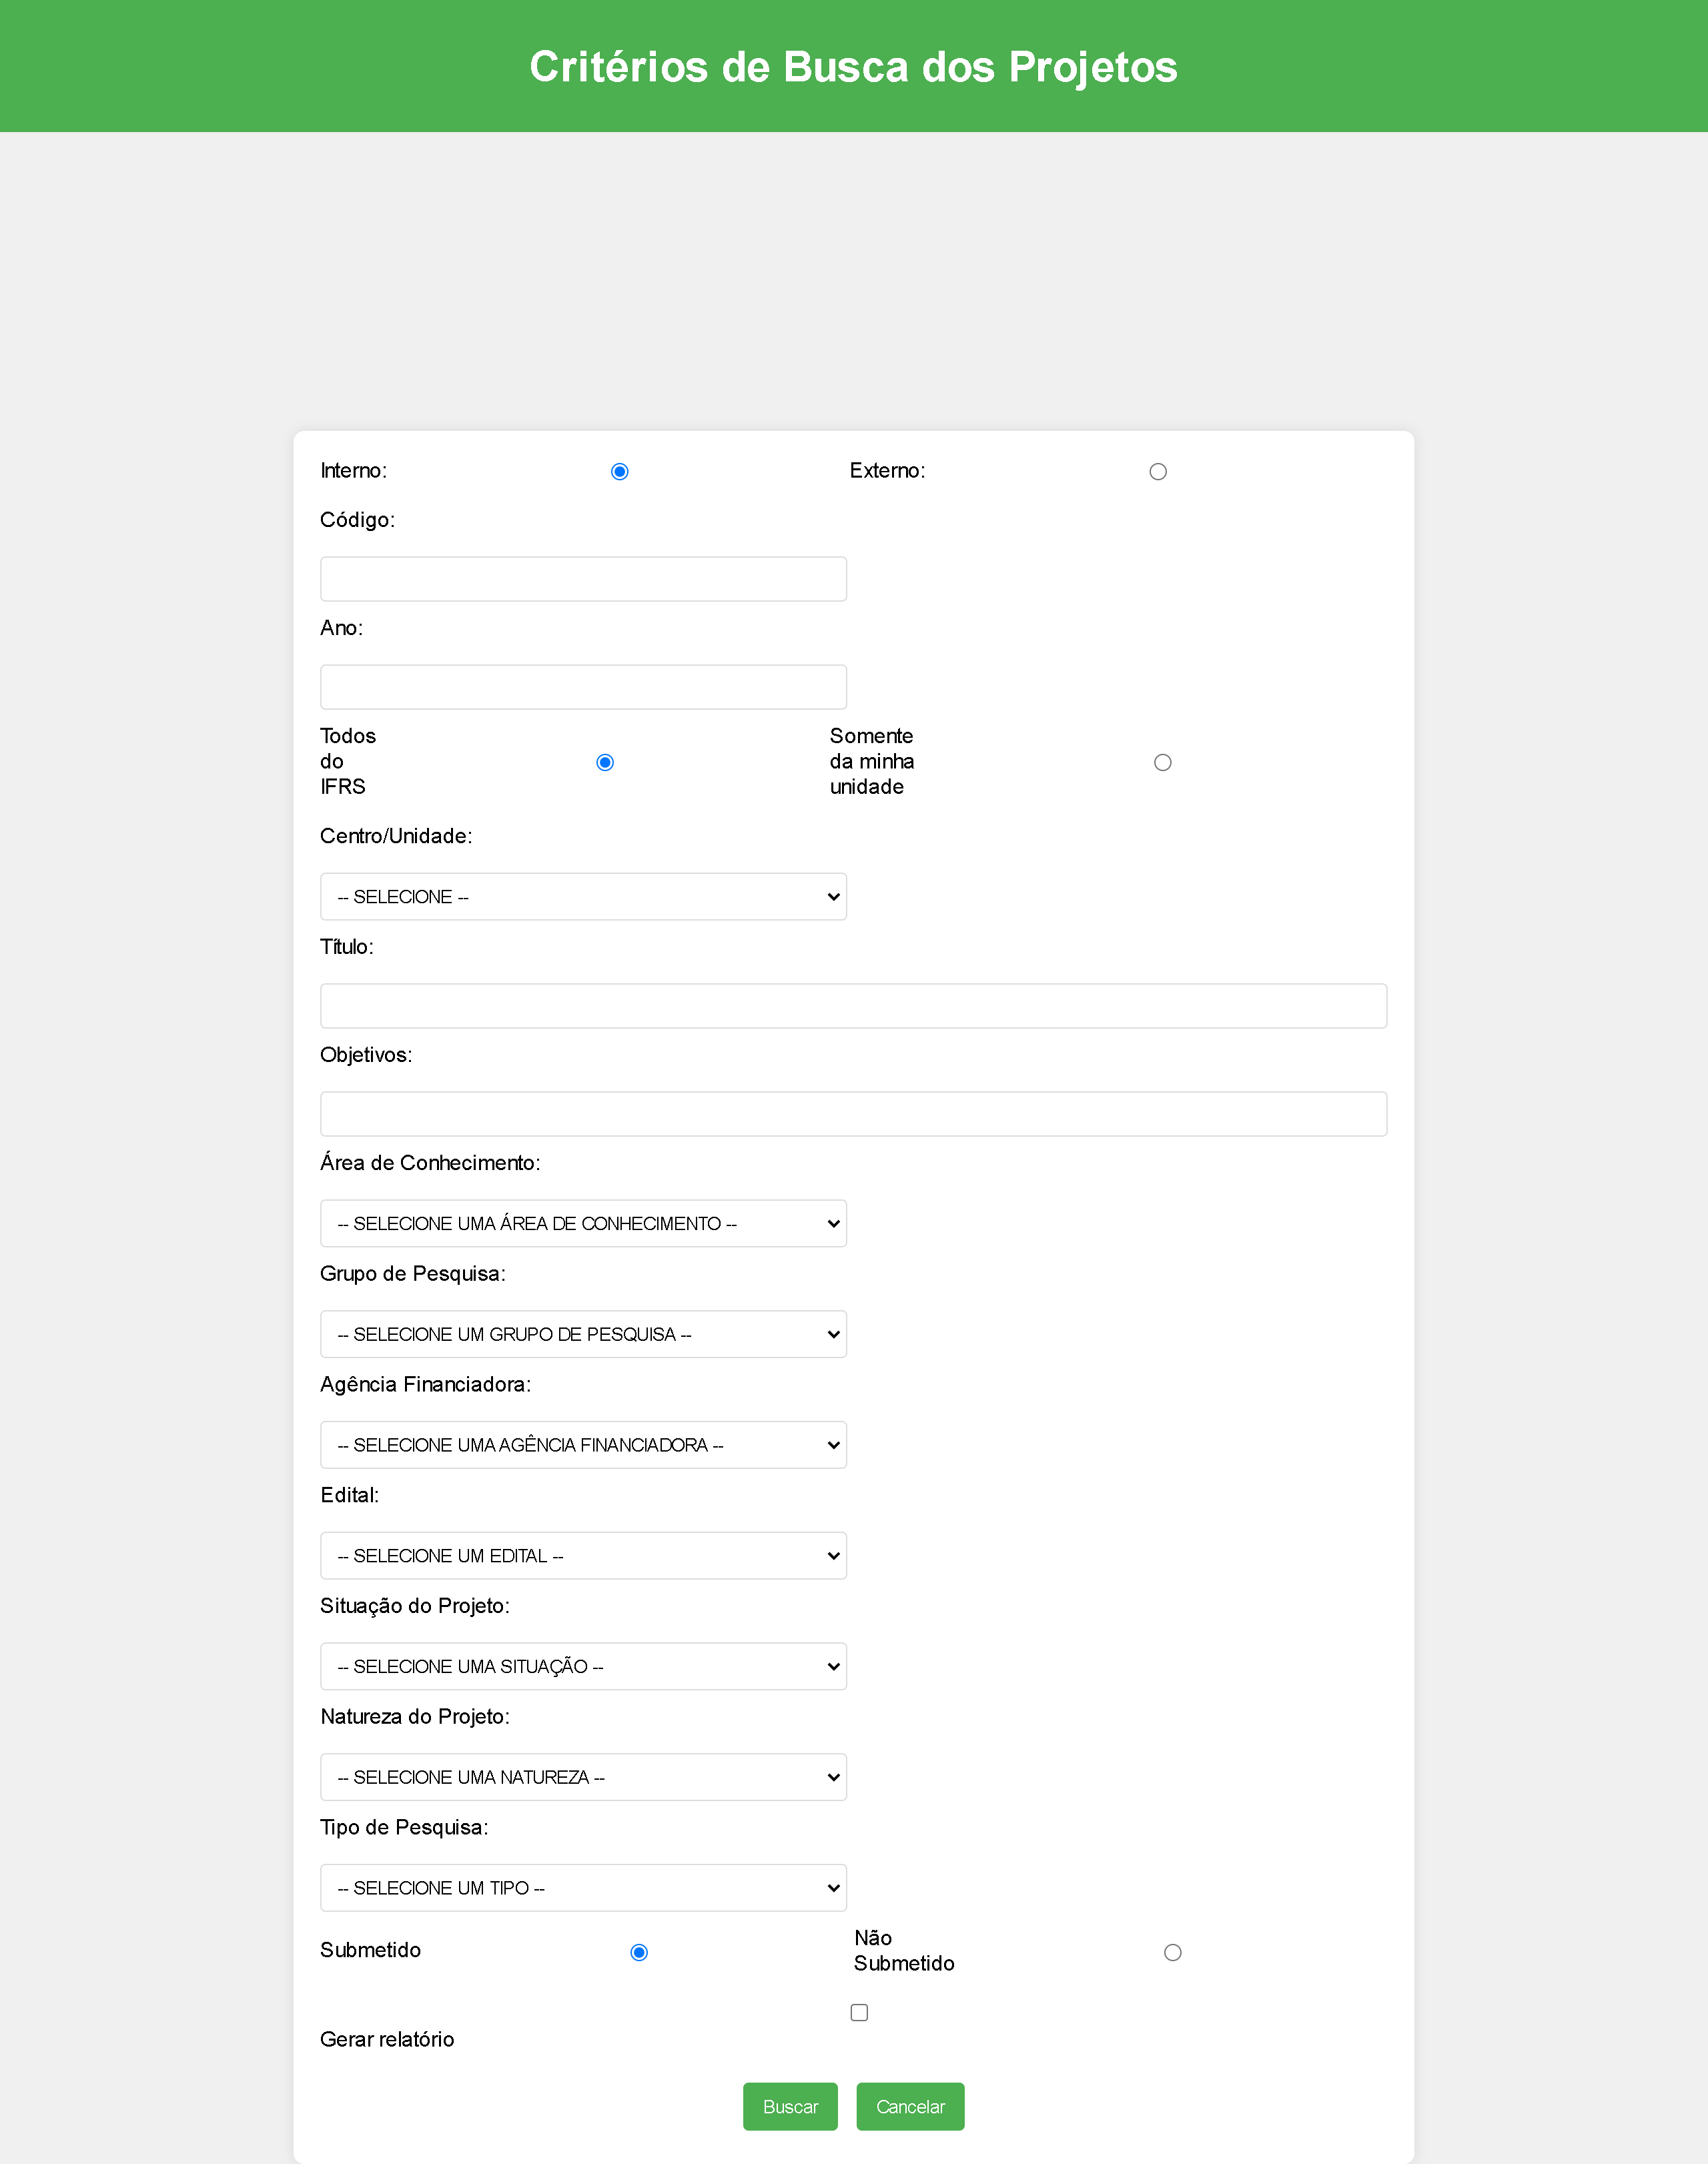 Critérios de Busca dos Projetos
Interno: Externo:
Código:
Ano:
Todos
do
IFRS
Somente
da minha
unidade
Centro/Unidade:
-- SELECIONE --
Título:
Objetivos:
Área de Conhecimento:
-- SELECIONE UMA ÁREA DE CONHECIMENTO --
Grupo de Pesquisa:
-- SELECIONE UM GRUPO DE PESQUISA --
Agência Financiadora:
-- SELECIONE UMA AGÊNCIA FINANCIADORA --
Edital:
-- SELECIONE UM EDITAL --
Situação do Projeto:
-- SELECIONE UMA SITUAÇÃO --
Natureza do Projeto:
-- SELECIONE UMA NATUREZA --
Tipo de Pesquisa:
-- SELECIONE UM TIPO --
Submetido
Não
Submetido
Gerar relatório
Buscar Cancelar